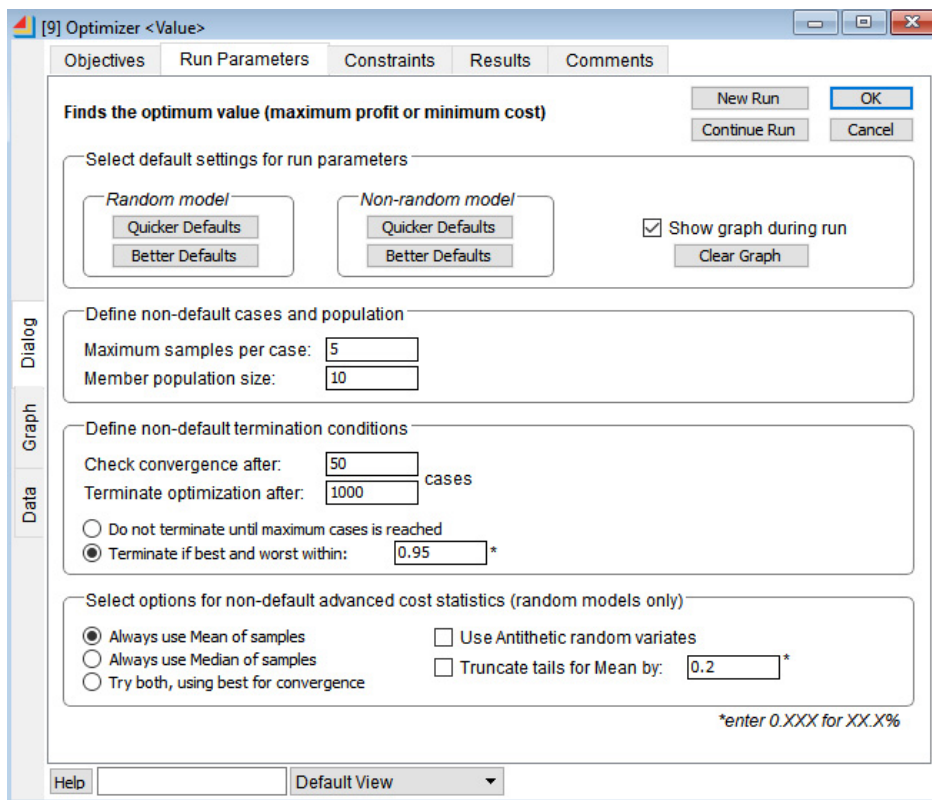 [9] Optimizer <Value>
Objectives Run Parameters Constraints Results Comments
Finds the optimum value (maximum profit or minimum cost)
New Run OK
Continue Run Cancel
Select default settings for run parameters
Random model Non-random model
Quicker Defaults Quicker Defaults Show graph during run
Better Defaults Better Defaults Clear Graph
Define non-default cases and population
Maximum samples per case: 5
Member population size: 10
Define non-default termination conditions
Check convergence after: 50
cases
Terminate optimization after: 1000
Do not terminate until maximum cases is reached
Terminate if best and worst within: 0.95 *
Select options for non-default advanced cost statistics (random models only)
Always use Mean of samples Use Antithetic random variates
Always use Median of samples Truncate tails for Mean by: 0.2 *
Try both, using best for convergence
*enter 0.XXX for XX.X%
Dialog
Graph
Data
Help Default View